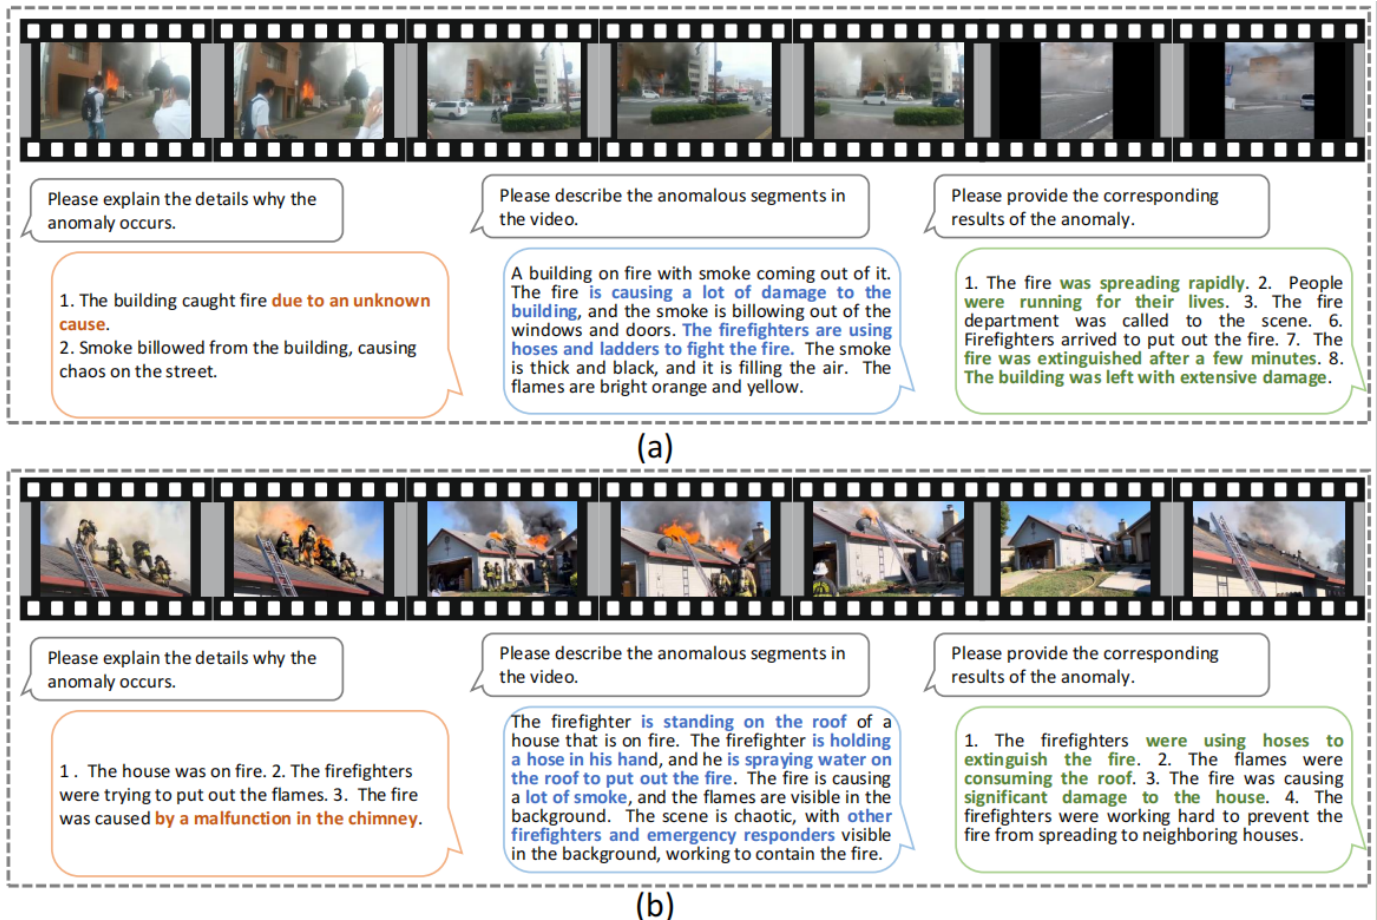 Please explain the details why the
anomaly occurs.
Please describe the anomalous segments in
the video.
Please provide the corresponding
results of the anomaly.
1. The building caught fire due to an unknown
cause.
2. Smoke billowed from the building, causing
chaos on the street.
A building on fire with smoke coming out of it.
The fire is causing a lot of damage to the
building, and the smoke is billowing out of the
windows and doors. The firefighters are using
hoses and ladders to fight the fire. The smoke
is thick and black, and it is filling the air. The
flames are bright orange and yellow.
1. The fire was spreading rapidly. 2. People
were running for their lives. 3. The fire
department was called to the scene. 6.
Firefighters arrived to put out the fire. 7. The
fire was extinguished after a few minutes. 8.
The building was left with extensive damage.
(a)
Please explain the details why the
anomaly occurs.
Please describe the anomalous segments in
the video.
Please provide the corresponding
results of the anomaly.
1. The house was on fire. 2. The firefighters
were trying to put out the flames. 3. The fire
was caused by a malfunction in the chimney.
The firefighter is standing on the roof of a
house that is on fire. The firefighter is holding
a hose in his hand, and he is spraying water on
the roof to put out the fire. The fire is causing
a lot of smoke, and the flames are visible in the
background. The scene is chaotic, with other
firefighters and emergency responders visible
in the background, working to contain the fire.
1. The firefighters were using hoses to
extinguish the fire. 2. The flames were
consuming the roof. 3. The fire was causing
significant damage to the house. 4. The
firefighters were working hard to prevent the
fire from spreading to neighboring houses.
(b)